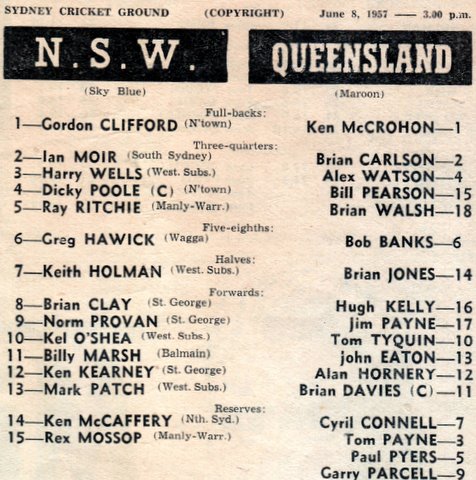 SYDNEY CRICKET GROUND (COPYRIGHT) June 8, 1957 — 3.00 p.m.
N.S.W. QUEENSLAND
(Sky Blue) (Maroon)
Full-backs:
1—Gordon CLIFFORD (N'town) Ken McCROHON—1
Three-quarters:
2—Ian MOIR (South Sydney) Brian CARLSON—2
3—Harry WELLS (West. Subs.) Alex WATSON—4
4—Dicky POOLE (C) (N'town) Bill PEARSON—15
5—Ray RITCHIE (Manly-Warr.) Brian WALSH—18
Five-eighths:
6—Greg HAWICK (Wagga) Bob BANKS—6
Halves:
7—Keith HOLMAN (West. Subs.) Brian JONES—14
Forwards:
8—Brian CLAY (St. George) Hugh KELLY—16
9—Norm PROVAN (St. George) Jim PAYNE—17
10—Kel O'SHEA (West. Subs.) Tom TYQUIN—10
11—Billy MARSH (Balmain) John EATON—13
12—Ken KEARNEY (St. George) Alan HORNERY—12
13—Mark PATCH (West. Subs.) Brian DAVIES (C)—11
Reserves:
14—Ken McCAFFERY (Nth. Syd.) Cyril CONNELL—7
15—Rex MOSSOP (Manly-Warr.) Tom PAYNE—3
Paul PYERS—5
Garry PARCELL—9